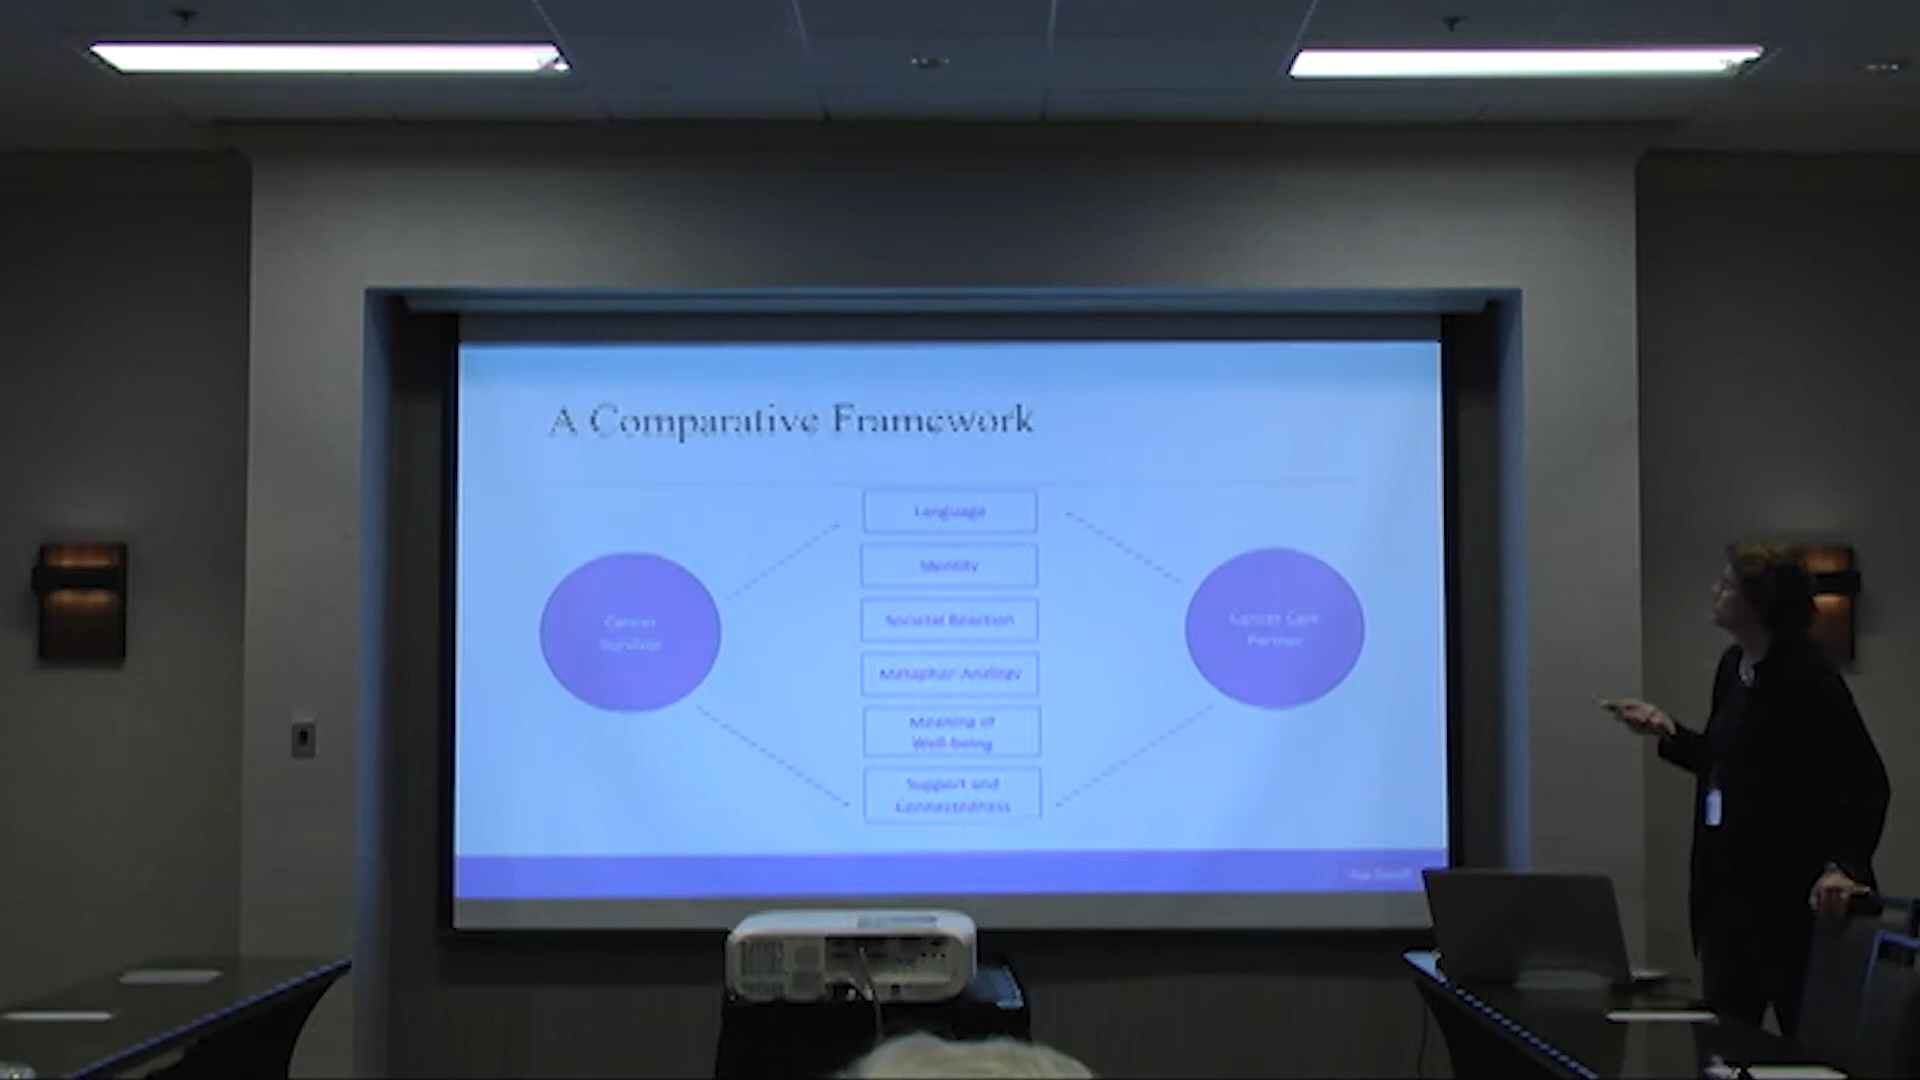 A Comparative Framework
Language
Identity
Cancer
Survivor
Societal Reaction
Cancer Care
Partner
Metaphor-Analogy
Meaning of
Well-being
Support and
Connectedness